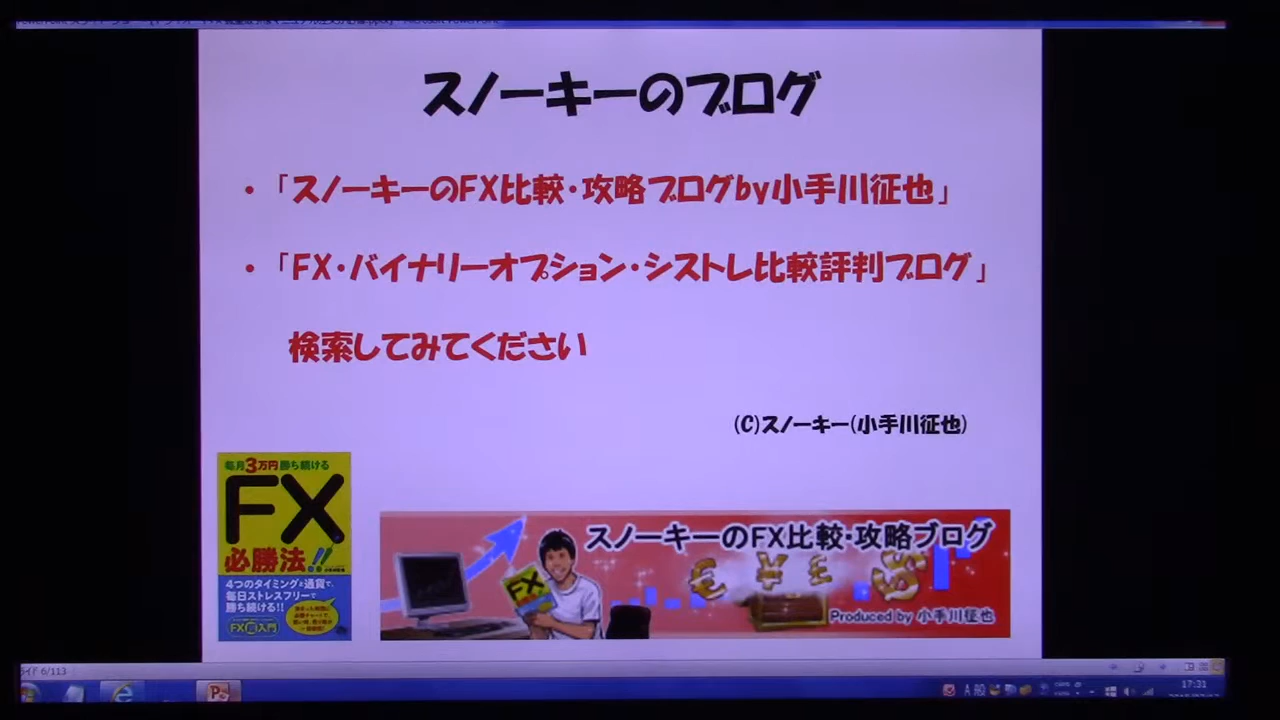 スノーキーのブログ
・「スノーキーのFX比較・攻略ブログby小手川征也」
・「FX・バイナリーオプション・シストレ比較評判ブログ」
検索してみてください
(C)スノーキー(小手川征也)
毎月3万円勝ち続ける
FX
必勝法!!
4つのタイミングと通貨で、
毎日ストレスフリーで
勝ち続ける!!
FX超入門
スノーキーのFX比較・攻略ブログ
FX
Produced by 小手川征也
6/113
A 般
17:31